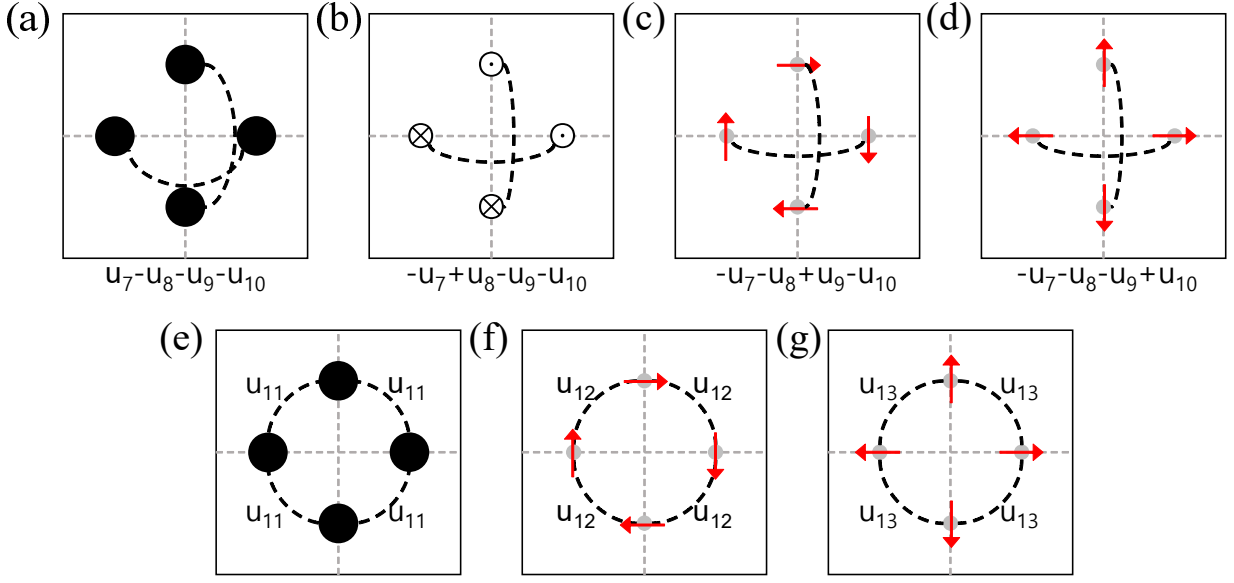 (a) (b) (c) (d)
u₇-u₈-u₉-u₁₀ -u₇+u₈-u₉-u₁₀ -u₇-u₈+u₉-u₁₀ -u₇-u₈-u₉+u₁₀
(e) (f) (g)
u₁₁ u₁₁ u₁₂ u₁₂ u₁₃ u₁₃
u₁₁ u₁₁ u₁₂ u₁₂ u₁₃ u₁₃